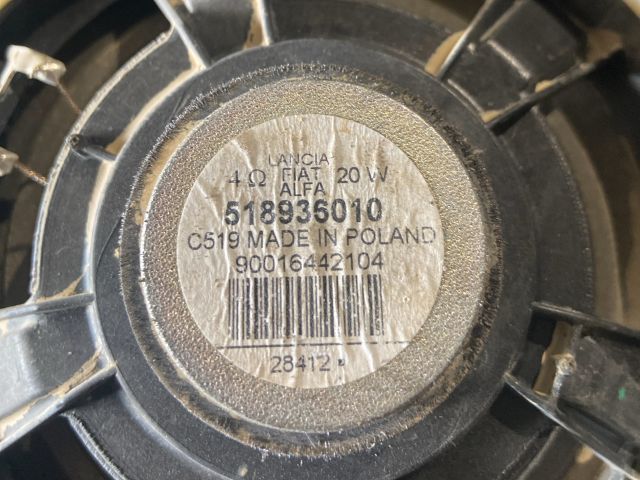 LANCIA
4 Ω FIAT 20 W
ALFA
518936010
C519 MADE IN POLAND
90016442104
28412